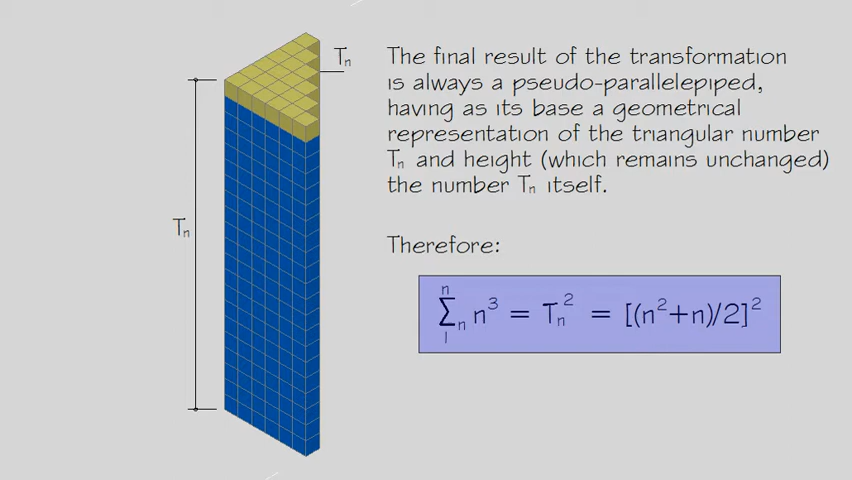 Tn
The final result of the transformation
is always a pseudo-parallelepiped,
having as its base a geometrical
representation of the triangular number
Tn and height (which remains unchanged)
the number Tn itself.
Tn
Therefore:
n
Σn n³ = Tn² = [(n²+n)/2]²
1